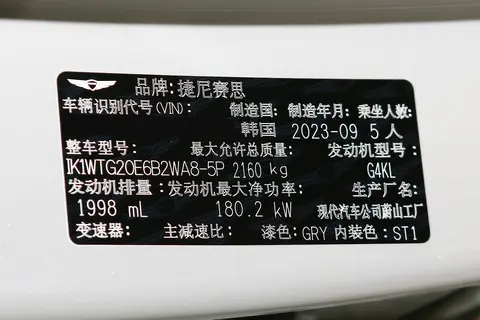 品牌:捷尼赛思
车辆识别代号(VIN): 制造国: 制造年月: 乘坐人数:
韩国 2023-09 5人
整车型号: 最大允许总质量: 发动机型号:
IK1WTG20E6B2WA8-5P 2160 kg G4KL
发动机排量: 发动机最大净功率: 生产厂名:
1998 mL 180.2 kW 现代汽车公司蔚山工厂
变速器: 主减速比: 漆色: GRY 内装色: ST1